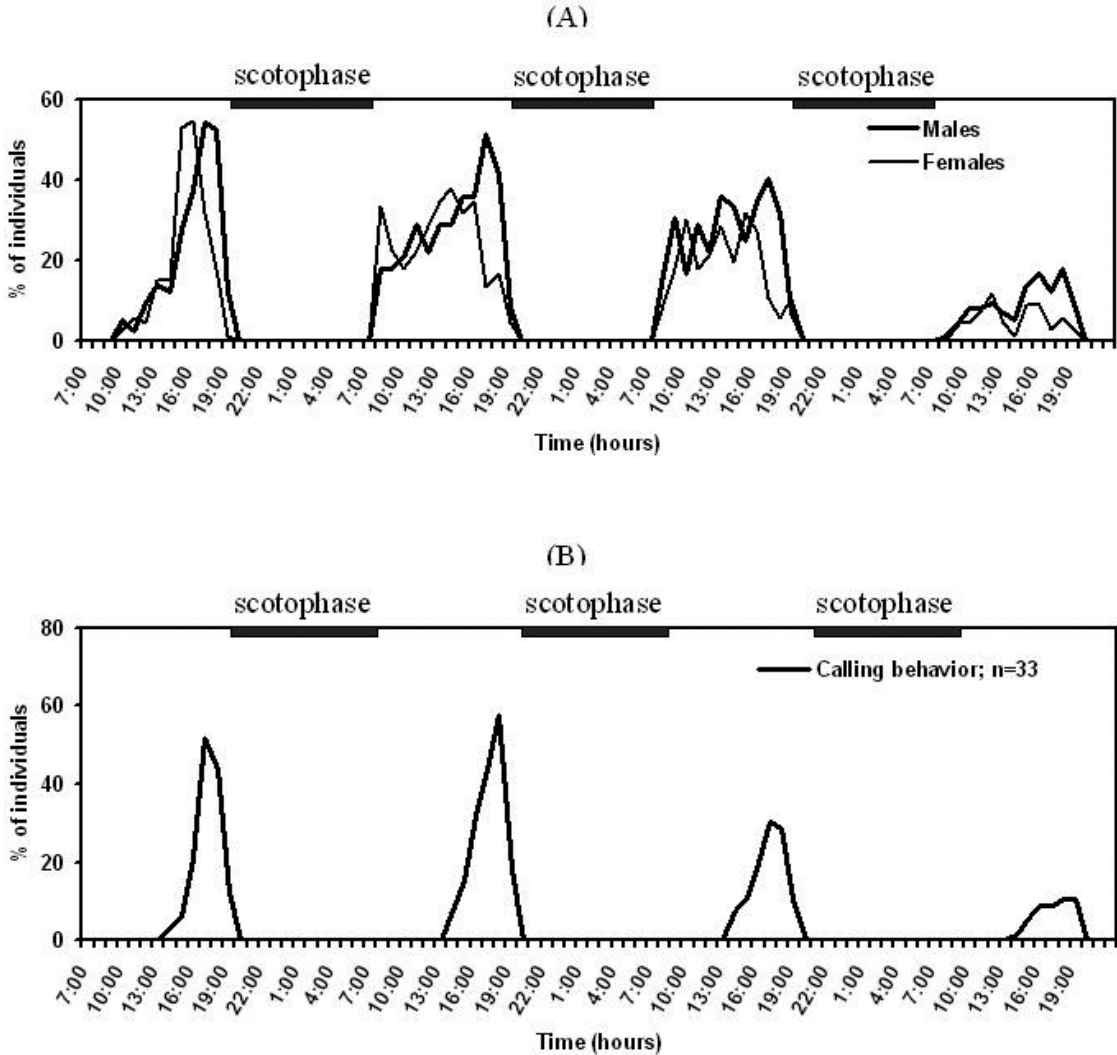 (A)
scotophase scotophase scotophase
60
40
20
0
% of individuals
Males
Females
7:00 10:00 13:00 16:00 19:00 22:00 1:00 4:00 7:00 10:00 13:00 16:00 19:00 22:00 1:00 4:00 7:00 10:00 13:00 16:00 19:00 22:00 1:00 4:00 7:00 10:00 13:00 16:00 19:00
Time (hours)
(B)
scotophase scotophase scotophase
80
60
40
20
0
% of individuals
Calling behavior; n=33
7:00 10:00 13:00 16:00 19:00 22:00 1:00 4:00 7:00 10:00 13:00 16:00 19:00 22:00 1:00 4:00 7:00 10:00 13:00 16:00 19:00 22:00 1:00 4:00 7:00 10:00 13:00 16:00 19:00
Time (hours)